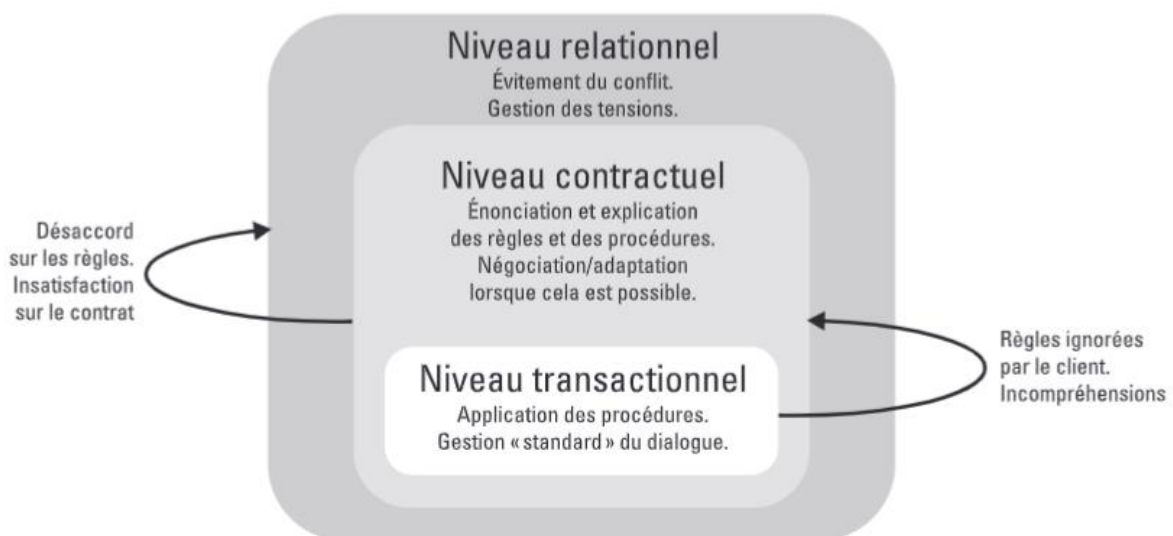 Niveau relationnel
Évitement du conflit.
Gestion des tensions.
Niveau contractuel
Énonciation et explication
des règles et des procédures.
Négociation/adaptation
lorsque cela est possible.
Désaccord
sur les règles.
Insatisfaction
sur le contrat
Règles ignorées
par le client.
Incompréhensions
Niveau transactionnel
Application des procédures.
Gestion « standard » du dialogue.